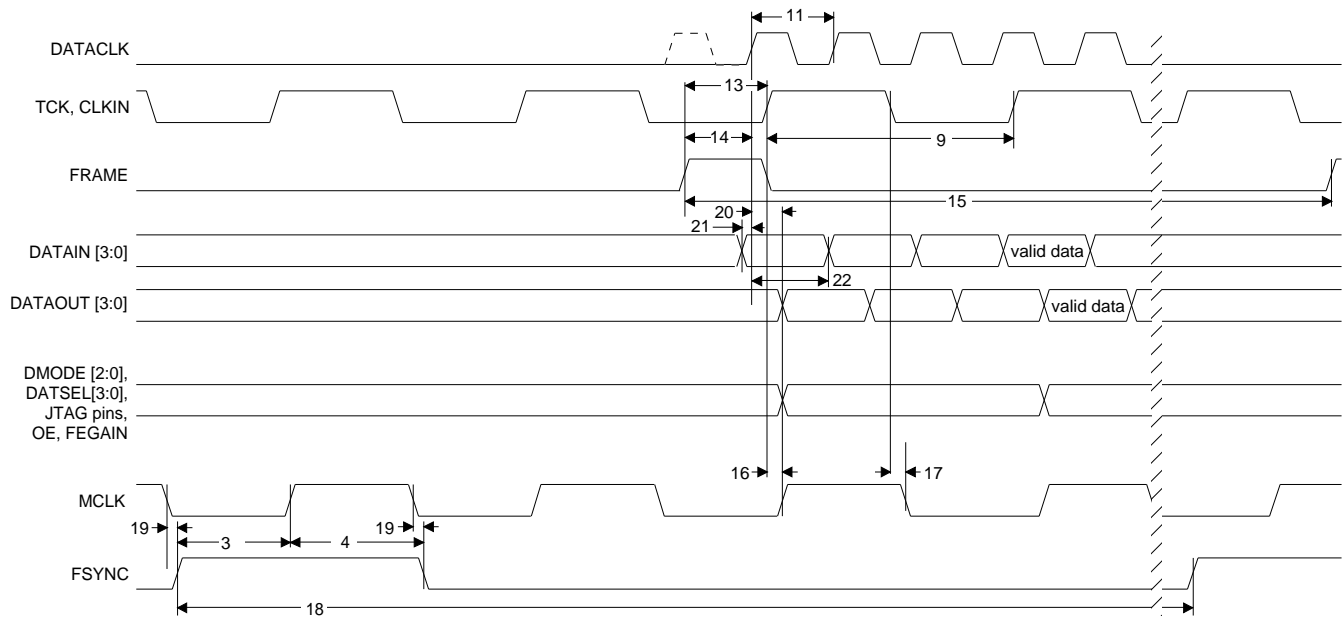 11
DATACLK
13
TCK, CLKIN
14
9
FRAME
15
20
21
DATAIN [3:0]
valid data
22
DATAOUT [3:0]
valid data
DMODE [2:0],
DATSEL[3:0],
JTAG pins,
OE, FEGAIN
16
17
MCLK
19
19
3
4
FSYNC
18